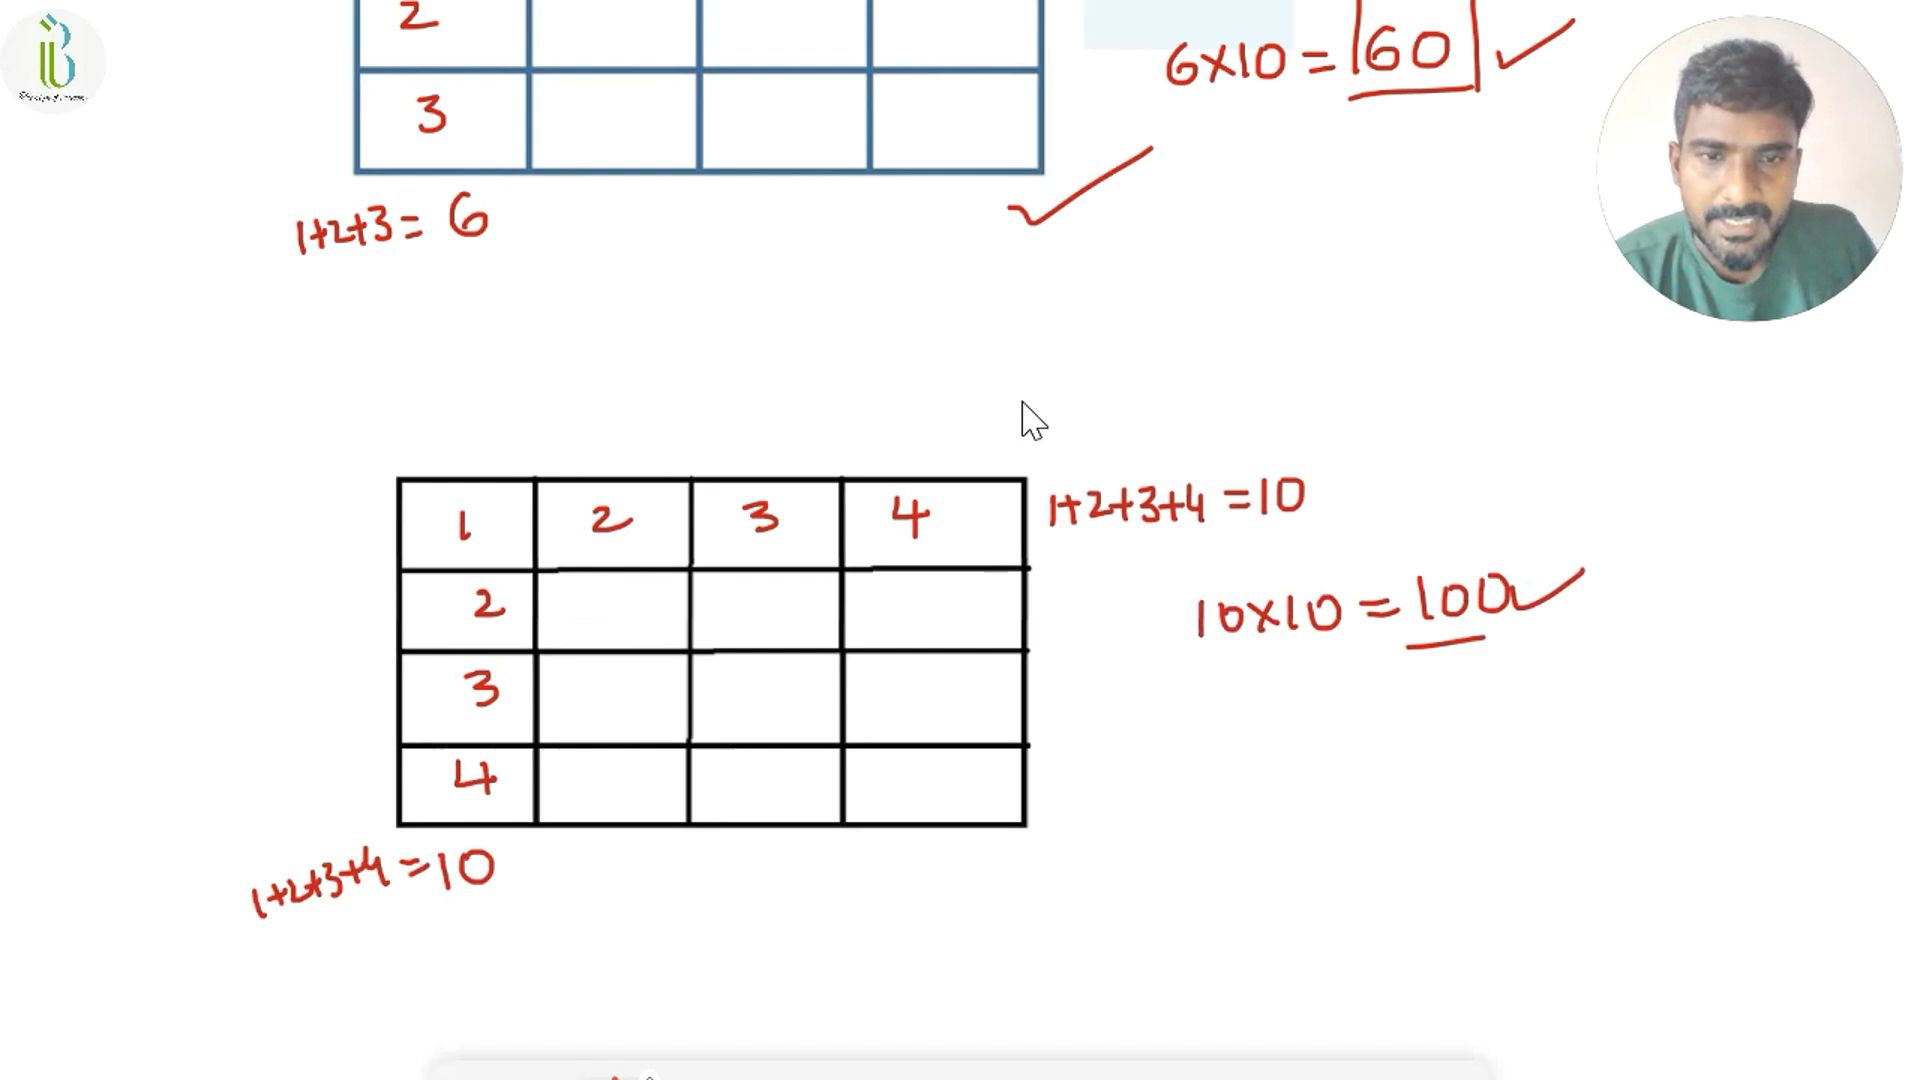 2
6×10 = 60
3
1+2+3 = 6
1 2 3 4
1+2+3+4 = 10
2
10×10 = 100
3
4
1+2+3+4 = 10